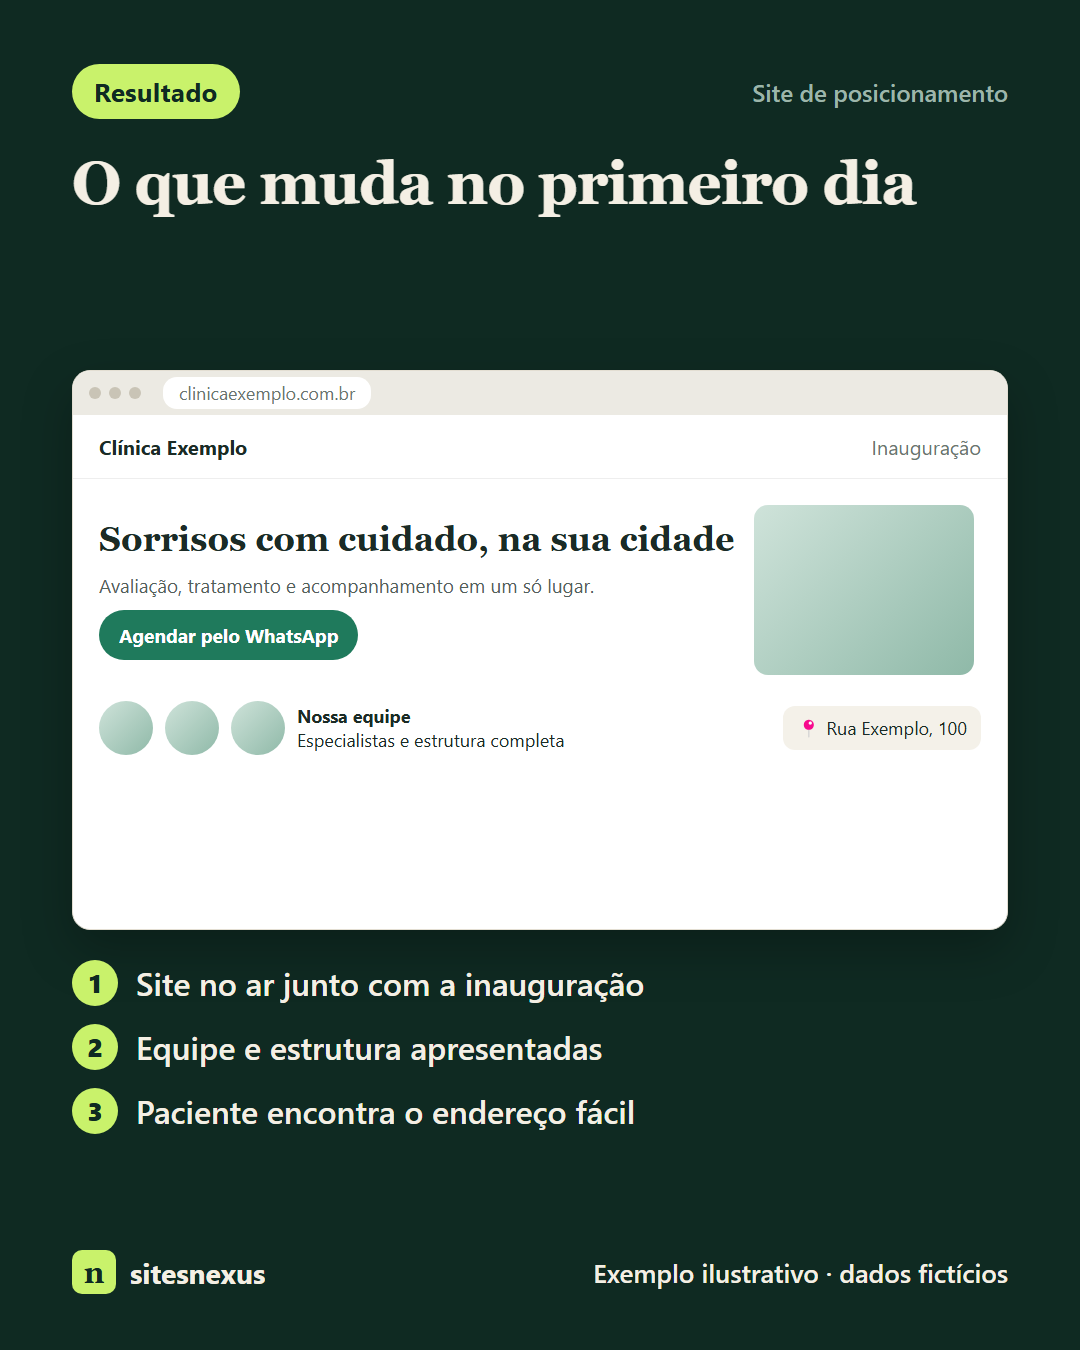 Resultado
Site de posicionamento
O que muda no primeiro dia
clinicaexemplo.com.br
Clínica Exemplo
Inauguração
Sorrisos com cuidado, na sua cidade
Avaliação, tratamento e acompanhamento em um só lugar.
Agendar pelo WhatsApp
Nossa equipe
Especialistas e estrutura completa
📍 Rua Exemplo, 100
1 Site no ar junto com a inauguração
2 Equipe e estrutura apresentadas
3 Paciente encontra o endereço fácil
n sitesnexus
Exemplo ilustrativo · dados fictícios